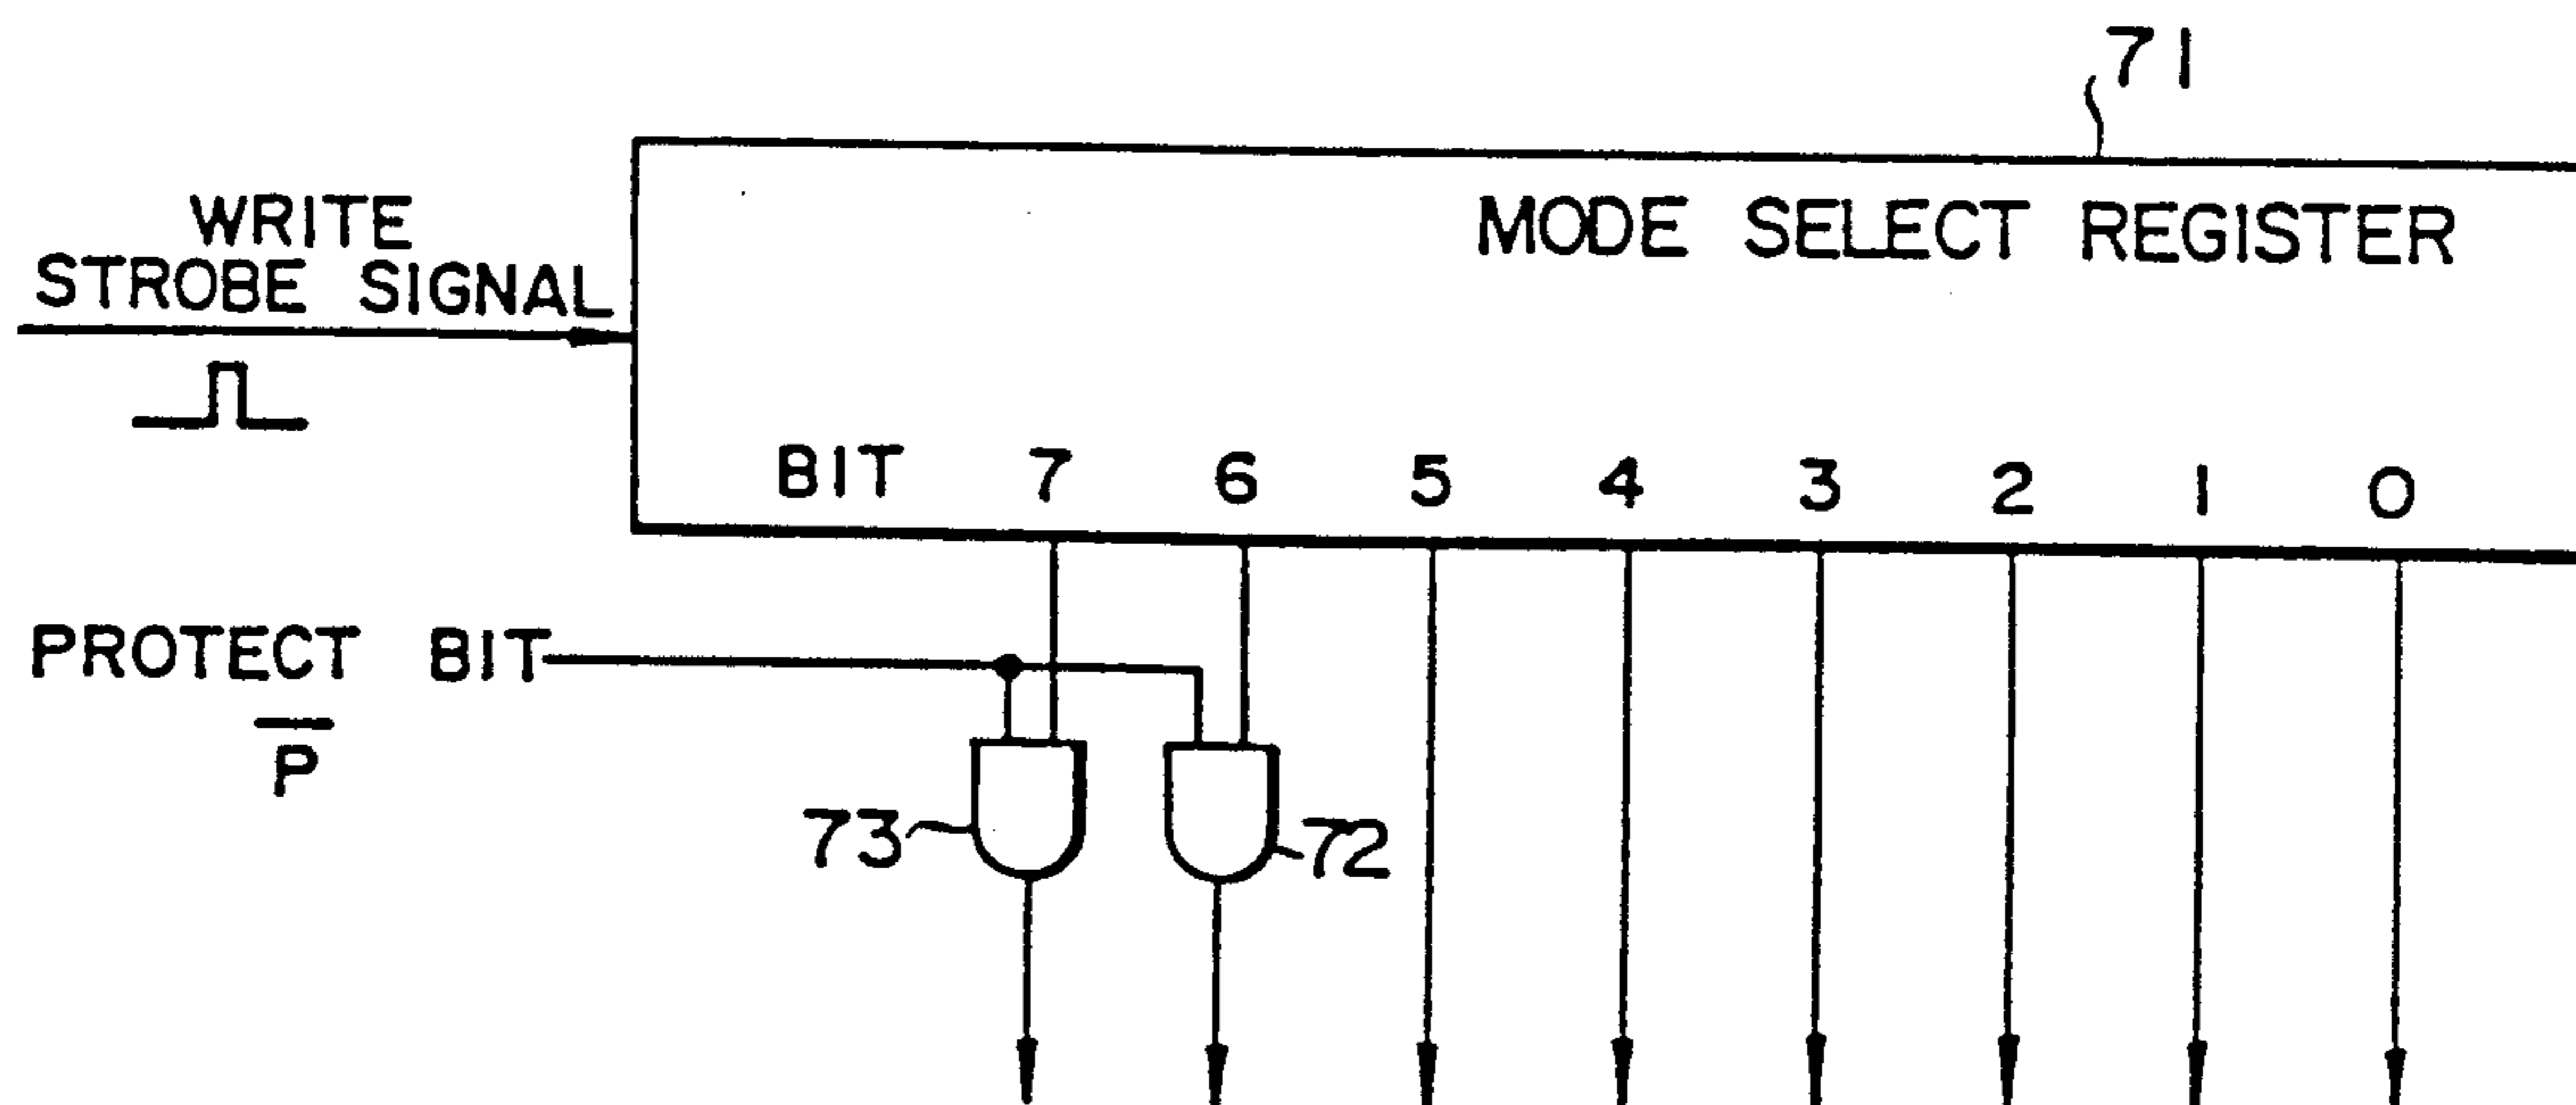 71
MODE SELECT REGISTER
WRITE
STROBE SIGNAL
BIT 7 6 5 4 3 2 1 0
PROTECT BIT
P̅
73
72